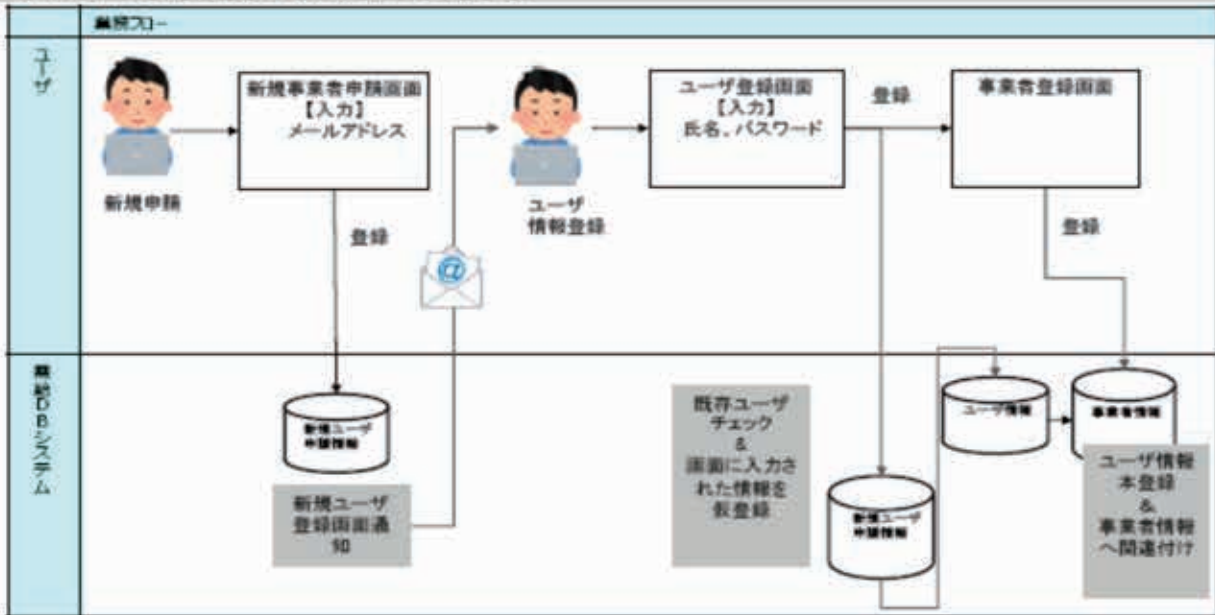 業務フロー
ユーザ
新規申請
新規事業者申請画面
【入力】
メールアドレス
登録
@
ユーザ
情報登録
ユーザ登録画面
【入力】
氏名、パスワード
登録
事業者登録画面
登録
DBシステム
新規ユーザ
申請情報
新規ユーザ
登録画面通
知
既存ユーザ
チェック
&
画面に入力さ
れた情報を
仮登録
新規ユーザ
申請情報
ユーザ情報
事業者情報
ユーザ情報
本登録
&
事業者情報
へ関連付け